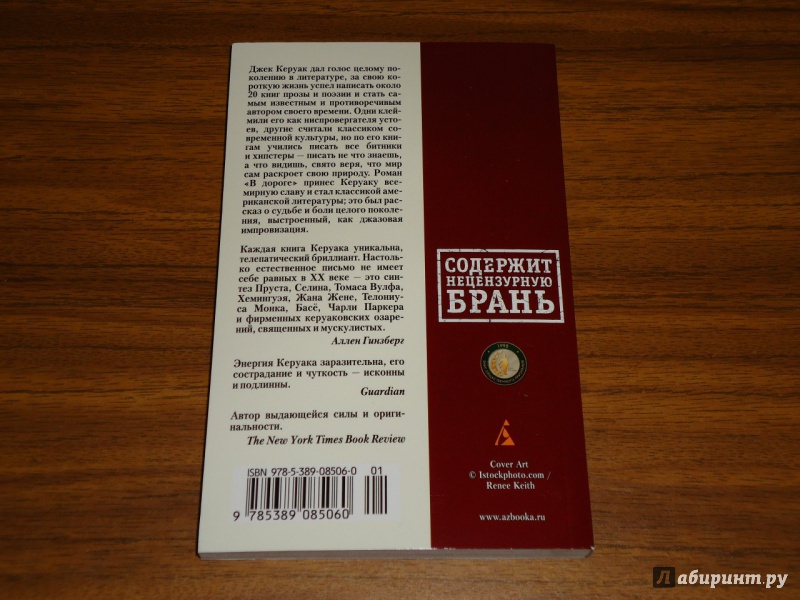 Джек Керуак дал голос целому по-
колению в литературе, за свою ко-
роткую жизнь успел написать около
20 книг прозы и поэзии и стать са-
мым известным и противоречивым
автором своего времени. Одни клей-
мили его как ниспровергателя усто-
ев, другие считали классиком со-
временной культуры, но по его кни-
гам учились писать все битники
и хипстеры — писать не что знаешь,
а что видишь, свято веря, что мир
сам раскроет свою природу. Роман
«В дороге» принес Керуаку все-
мирную славу и стал классикой аме-
риканской литературы; это был рас-
сказ о судьбе и боли целого поколе-
ния, выстроенный, как джазовая
импровизация.
Каждая книга Керуака уникальна,
телепатический бриллиант. Настоль-
ко естественное письмо не имеет
себе равных в XX веке — это син-
тез Пруста, Селина, Томаса Вулфа,
Хемингуэя, Жана Жене, Телониу-
са Монка, Басё, Чарли Паркера
и фирменных керуаковских озаре-
ний, священных и мускулистых.
Аллен Гинзберг
Энергия Керуака заразительна, его
сострадание и чуткость — исконны
и подлинны.
Guardian
Автор выдающейся силы и ориги-
нальности.
The New York Times Book Review
ISBN 978-5-389-08506-0
01
9 785389 085060
СОДЕРЖИТ
НЕЦЕНЗУРНУЮ
БРАНЬ
1998
Cover Art
© Istockphoto.com /
Renee Keith
www.azbooka.ru
Лабиринт.ру